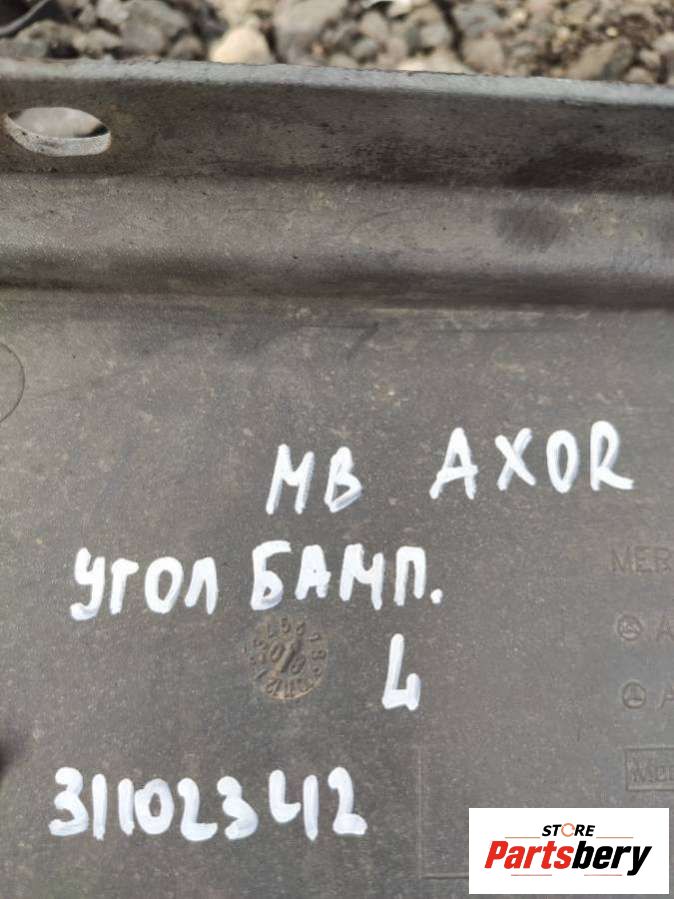 MB AXOR
УГОЛ БАМП.
L
31102342
STORE
Partsbery